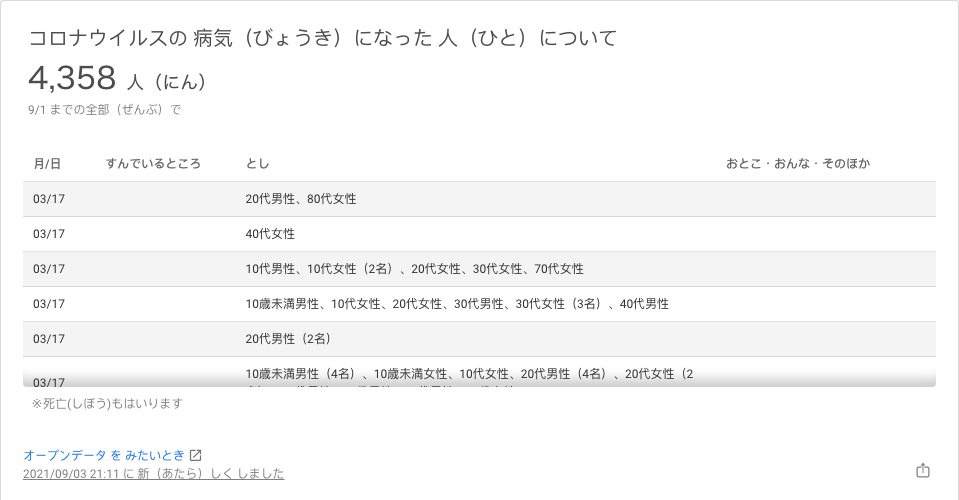 コロナウイルスの 病気（びょうき）になった 人（ひと）について
4,358 人（にん）
9/1 までの全部（ぜんぶ）で
月/日 すんでいるところ とし おとこ・おんな・そのほか
03/17 20代男性、80代女性
03/17 40代女性
03/17 10代男性、10代女性（2名）、20代女性、30代女性、70代女性
03/17 10歳未満男性、10代女性、20代女性、30代男性、30代女性（3名）、40代男性
03/17 20代男性（2名）
03/17 10歳未満男性（4名）、10歳未満女性、10代女性、20代男性（4名）、20代女性（2
※死亡(しぼう)もはいります
オープンデータ を みたいとき
2021/09/03 21:11 に 新（あたら）しく しました